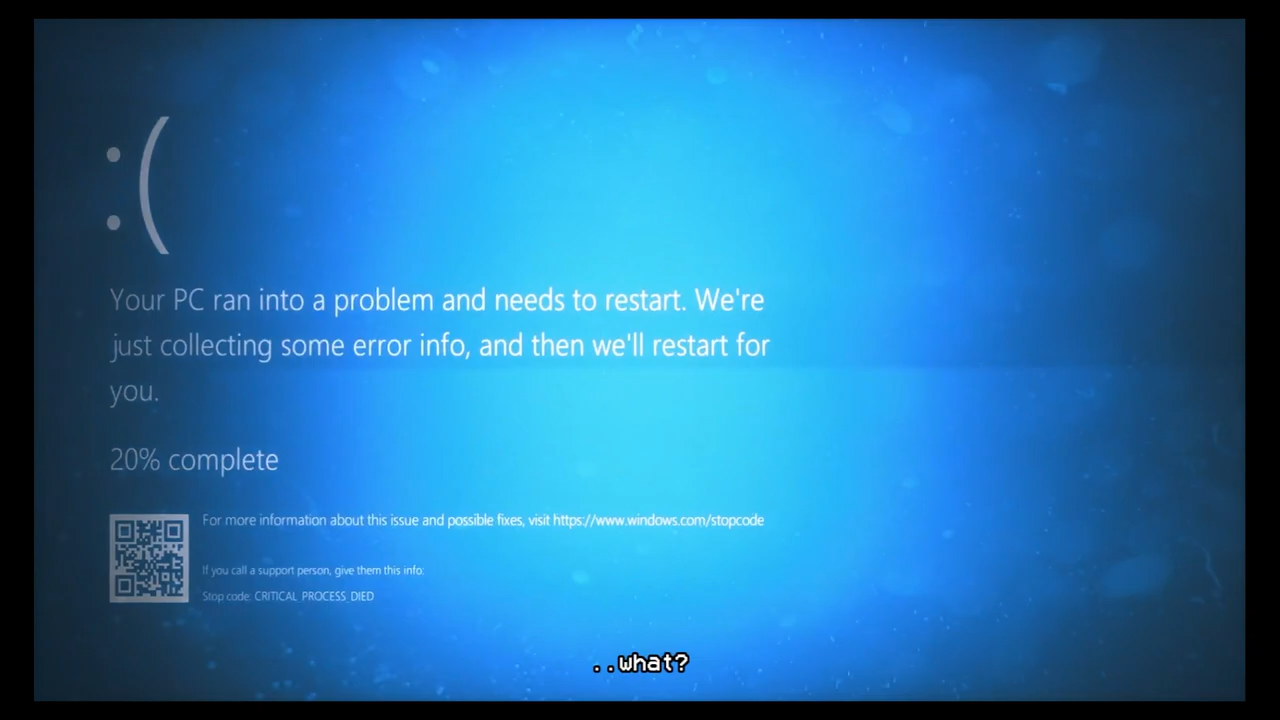 :(
Your PC ran into a problem and needs to restart. We're
just collecting some error info, and then we'll restart for
you.
20% complete
For more information about this issue and possible fixes, visit https://www.windows.com/stopcode
If you call a support person, give them this info:
Stop code: CRITICAL_PROCESS_DIED
..what?